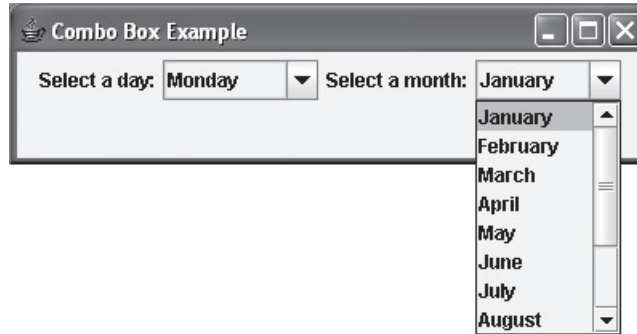 Combo Box Example
Select a day: Monday Select a month: January
January
February
March
April
May
June
July
August